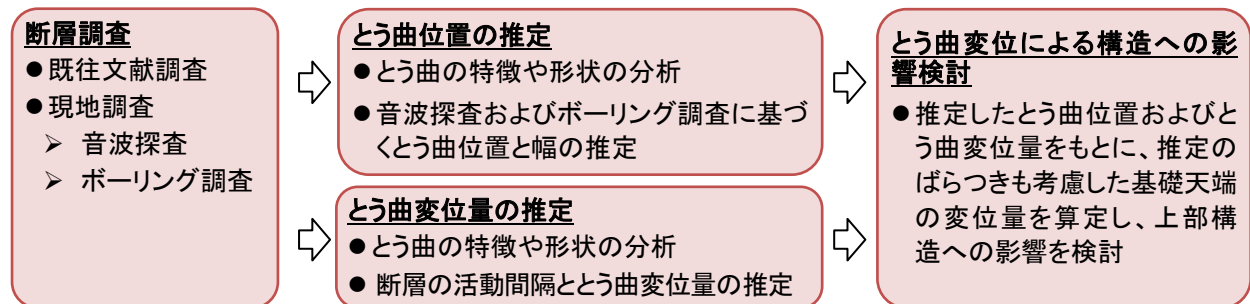 断層調査
●既往文献調査
●現地調査
➢ 音波探査
➢ ボーリング調査
とう曲位置の推定
●とう曲の特徴や形状の分析
●音波探査およびボーリング調査に基づ
くとう曲位置と幅の推定
とう曲変位量の推定
●とう曲の特徴や形状の分析
●断層の活動間隔ととう曲変位量の推定
とう曲変位による構造への影
響検討
●推定したとう曲位置およびと
う曲変位量をもとに、推定の
ばらつきも考慮した基礎天端
の変位量を算定し、上部構
造への影響を検討